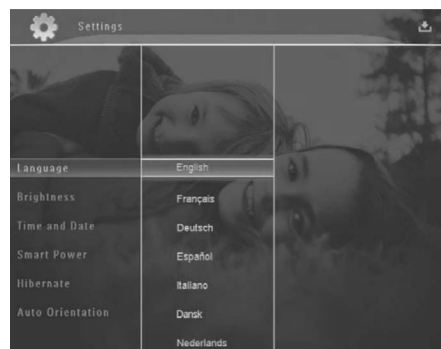 Settings
Language
Brightness
Time and Date
Smart Power
Hibernate
Auto Orientation
English
Français
Deutsch
Español
Italiano
Dansk
Nederlands